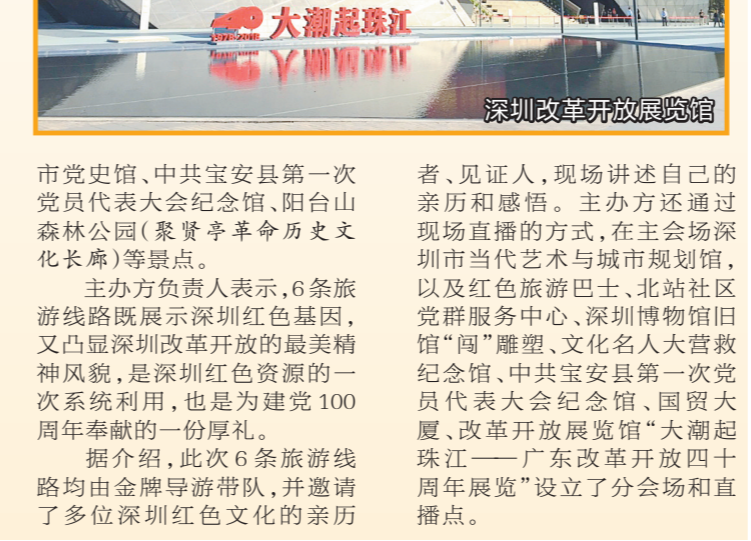 大潮起珠江
1978-2018
深圳改革开放展览馆
市党史馆、中共宝安县第一次
党员代表大会纪念馆、阳台山
森林公园(聚贤亭革命历史文
化长廊)等景点。
主办方负责人表示,6条旅
游线路既展示深圳红色基因,
又凸显深圳改革开放的最美精
神风貌,是深圳红色资源的一
次系统利用,也是为建党100
周年奉献的一份厚礼。
据介绍,此次6条旅游线
路均由金牌导游带队,并邀请
了多位深圳红色文化的亲历
者、见证人,现场讲述自己的
亲历和感悟。主办方还通过
现场直播的方式,在主会场深
圳市当代艺术与城市规划馆,
以及红色旅游巴士、北站社区
党群服务中心、深圳博物馆旧
馆“闯”雕塑、文化名人大营救
纪念馆、中共宝安县第一次党
员代表大会纪念馆、国贸大
厦、改革开放展览馆“大潮起
珠江——广东改革开放四十
周年展览”设立了分会场和直
播点。